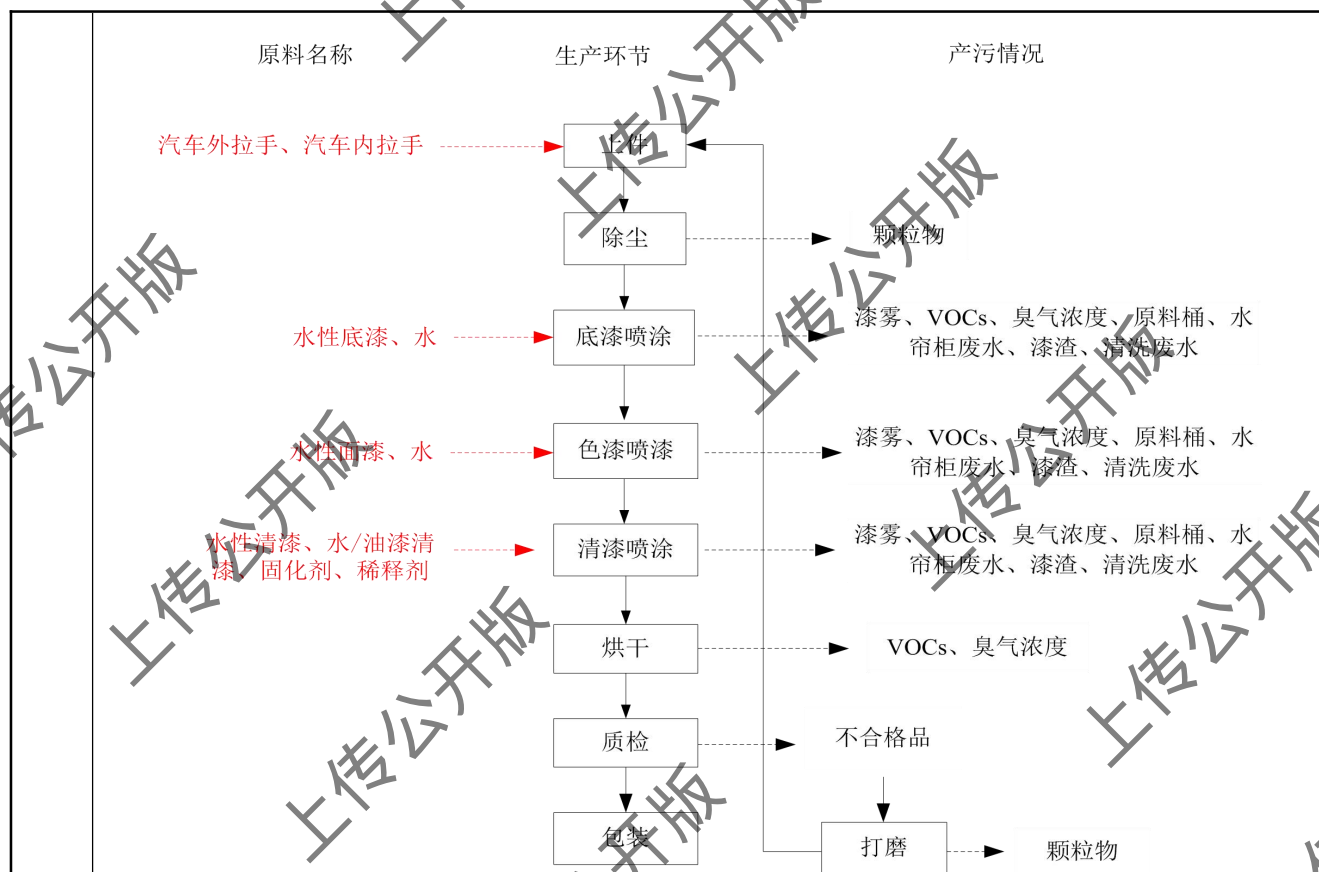 原料名称 生产环节 产污情况
汽车外拉手、汽车内拉手 上件
除尘 颗粒物
水性底漆、水 底漆喷涂 漆雾、VOCs、臭气浓度、原料桶、水
帘柜废水、漆渣、清洗废水
水性面漆、水 色漆喷漆 漆雾、VOCs、臭气浓度、原料桶、水
帘柜废水、漆渣、清洗废水
水性清漆、水/油漆清
漆、固化剂、稀释剂
清漆喷涂
漆雾、VOCs、臭气浓度、原料桶、水
帘柜废水、漆渣、清洗废水
烘干 VOCs、臭气浓度
质检 不合格品
包装 打磨 颗粒物
上传公开版
上传公开版
上传公开版
上传公开版
上传公开版
上传公开版
上传公开版